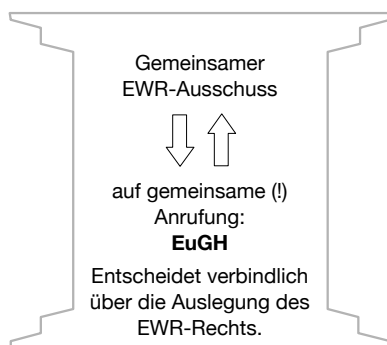 Gemeinsamer
EWR-Ausschuss
auf gemeinsame (!)
Anrufung:
EuGH
Entscheidet verbindlich
über die Auslegung des
EWR-Rechts.